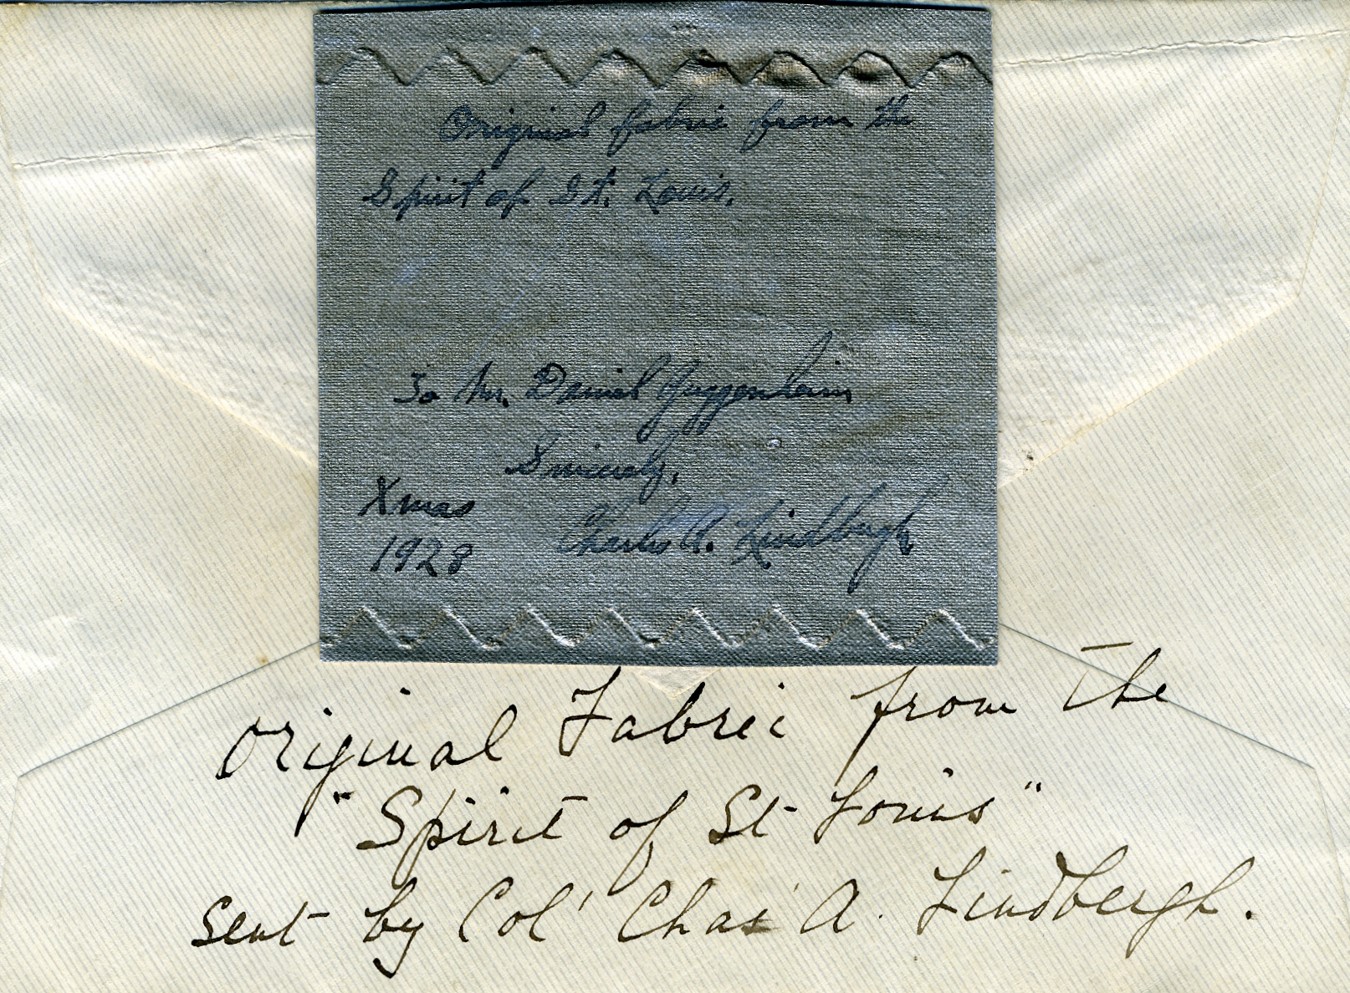 Original fabric from the
Spirit of St. Louis.
To Mr. Daniel Guggenheim
Sincerely,
Xmas
1928
Charles A. Lindbergh
Original Fabric from the
"Spirit of St Louis"
sent by Col' Chas' A. Lindbergh.